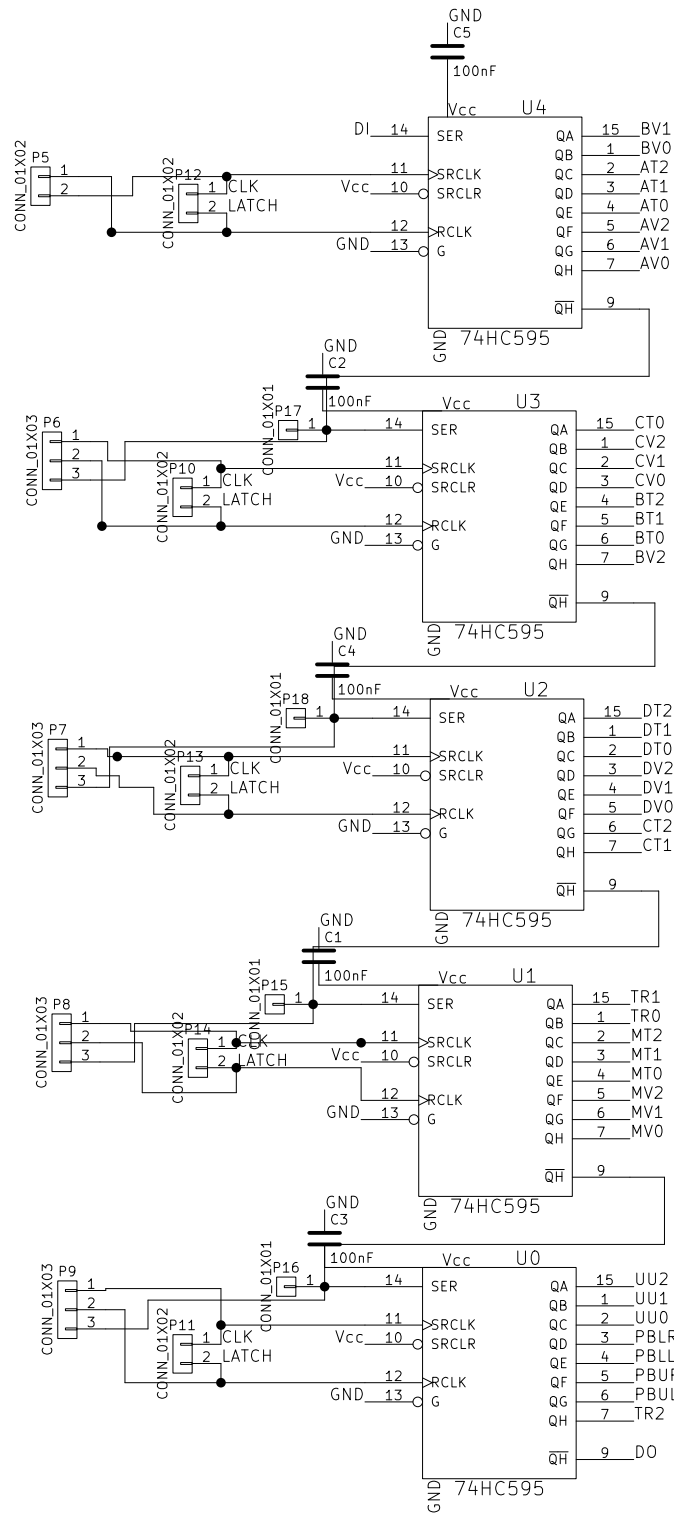 GND
C5
100nF
Vcc U4
DI 14 SER QA 15 BV1
QB 1 BV0
P5 CONN_01X02 1 2
P12 CONN_01X02 1 CLK 2 LATCH
11 SRCLK QC 2 AT2
Vcc 10 SRCLR QD 3 AT1
QE 4 AT0
12 RCLK QF 5 AV2
GND 13 G QG 6 AV1
QH 7 AV0
QH 9
GND 74HC595
GND
C2
100nF
Vcc U3
P17 CONN_01X01 1
14 SER QA 15 CT0
P6 CONN_01X03 1 2 3
QB 1 CV2
P10 CONN_01X02 1 CLK 2 LATCH
11 SRCLK QC 2 CV1
Vcc 10 SRCLR QD 3 CV0
QE 4 BT2
12 RCLK QF 5 BT1
GND 13 G QG 6 BT0
QH 7 BV2
QH 9
GND 74HC595
GND
C4
100nF
Vcc U2
P18 CONN_01X01 1
14 SER QA 15 DT2
P7 CONN_01X03 1 2 3
QB 1 DT1
P13 CONN_01X02 1 CLK 2 LATCH
11 SRCLK QC 2 DT0
Vcc 10 SRCLR QD 3 DV2
QE 4 DV1
12 RCLK QF 5 DV0
GND 13 G QG 6 CT2
QH 7 CT1
QH 9
GND 74HC595
GND
C1
100nF
Vcc U1
P15 CONN_01X01 1
14 SER QA 15 TR1
P8 CONN_01X03 1 2 3
QB 1 TR0
P14 CONN_01X02 1 CLK 2 LATCH
11 SRCLK QC 2 MT2
Vcc 10 SRCLR QD 3 MT1
QE 4 MT0
12 RCLK QF 5 MV2
GND 13 G QG 6 MV1
QH 7 MV0
QH 9
GND 74HC595
GND
C3
100nF
Vcc U0
P16 CONN_01X01 1
14 SER QA 15 UU2
P9 CONN_01X03 1 2 3
QB 1 UU1
P11 CONN_01X02 1 CLK 2 LATCH
11 SRCLK QC 2 UU0
Vcc 10 SRCLR QD 3 PBLR
QE 4 PBLL
12 RCLK QF 5
GND 13 G QG 6
QH 7 TR2
QH 9 DO
GND 74HC595